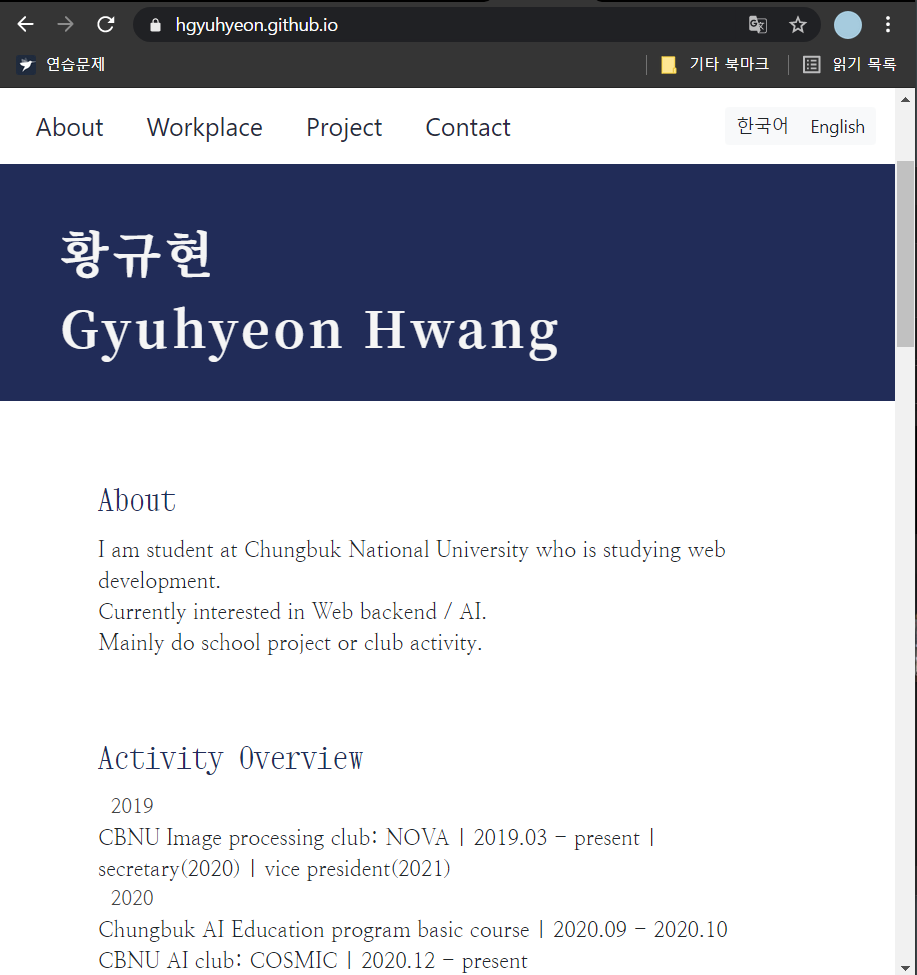 hgyuhyeon.github.io
연습문제
기타 북마크
읽기 목록
About Workplace Project Contact 한국어 English
황규현
Gyuhyeon Hwang
About
I am student at Chungbuk National University who is studying web
development.
Currently interested in Web backend / AI.
Mainly do school project or club activity.
Activity Overview
2019
CBNU Image processing club: NOVA | 2019.03 - present |
secretary(2020) | vice president(2021)
2020
Chungbuk AI Education program basic course | 2020.09 - 2020.10
CBNU AI club: COSMIC | 2020.12 - present